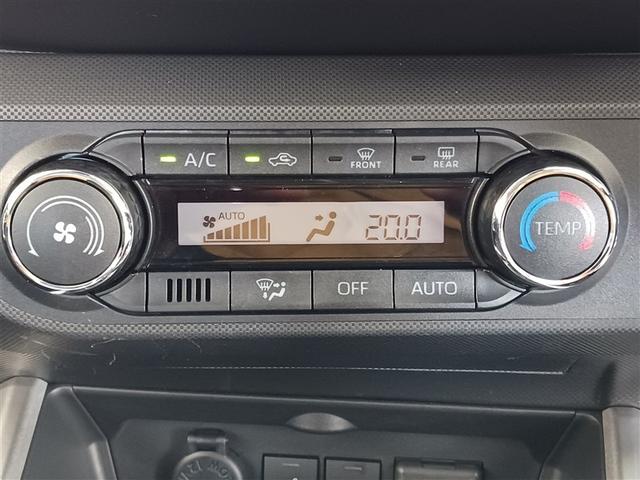 A/C
FRONT
REAR
AUTO
20.0
TEMP
OFF
AUTO